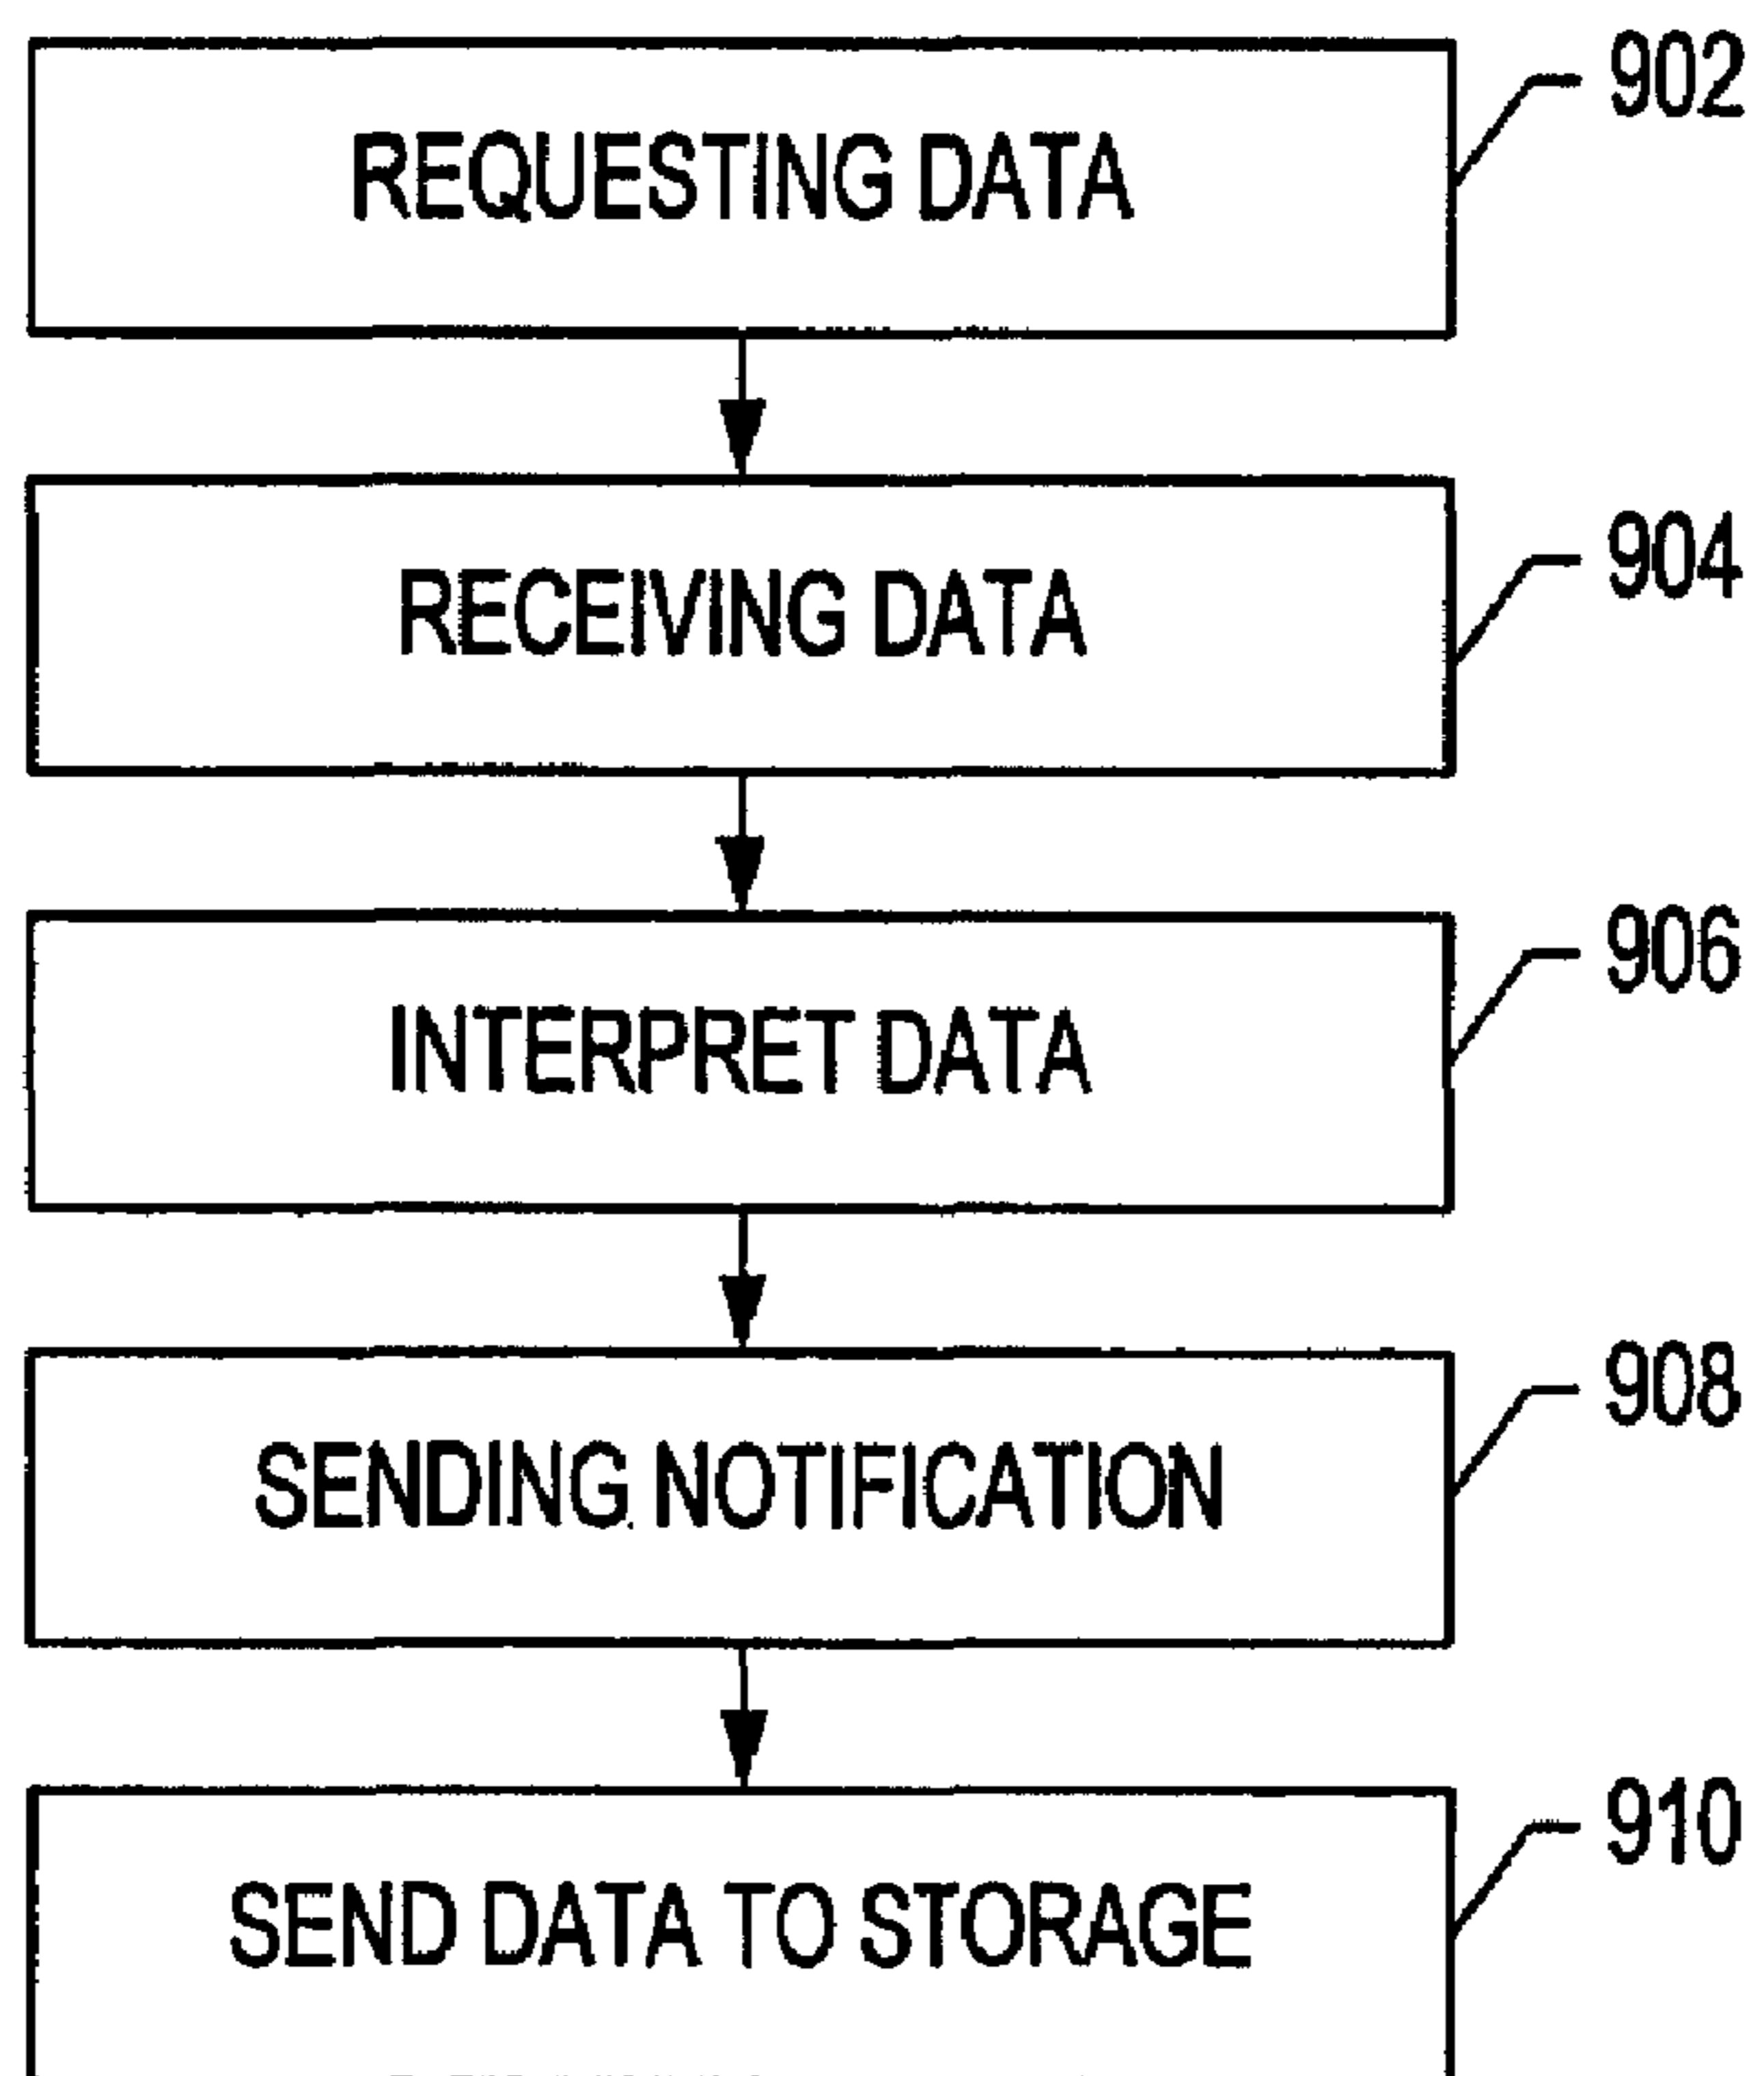 REQUESTING DATA
902
RECEIVING DATA
904
INTERPRET DATA
906
SENDING NOTIFICATION
908
SEND DATA TO STORAGE
910